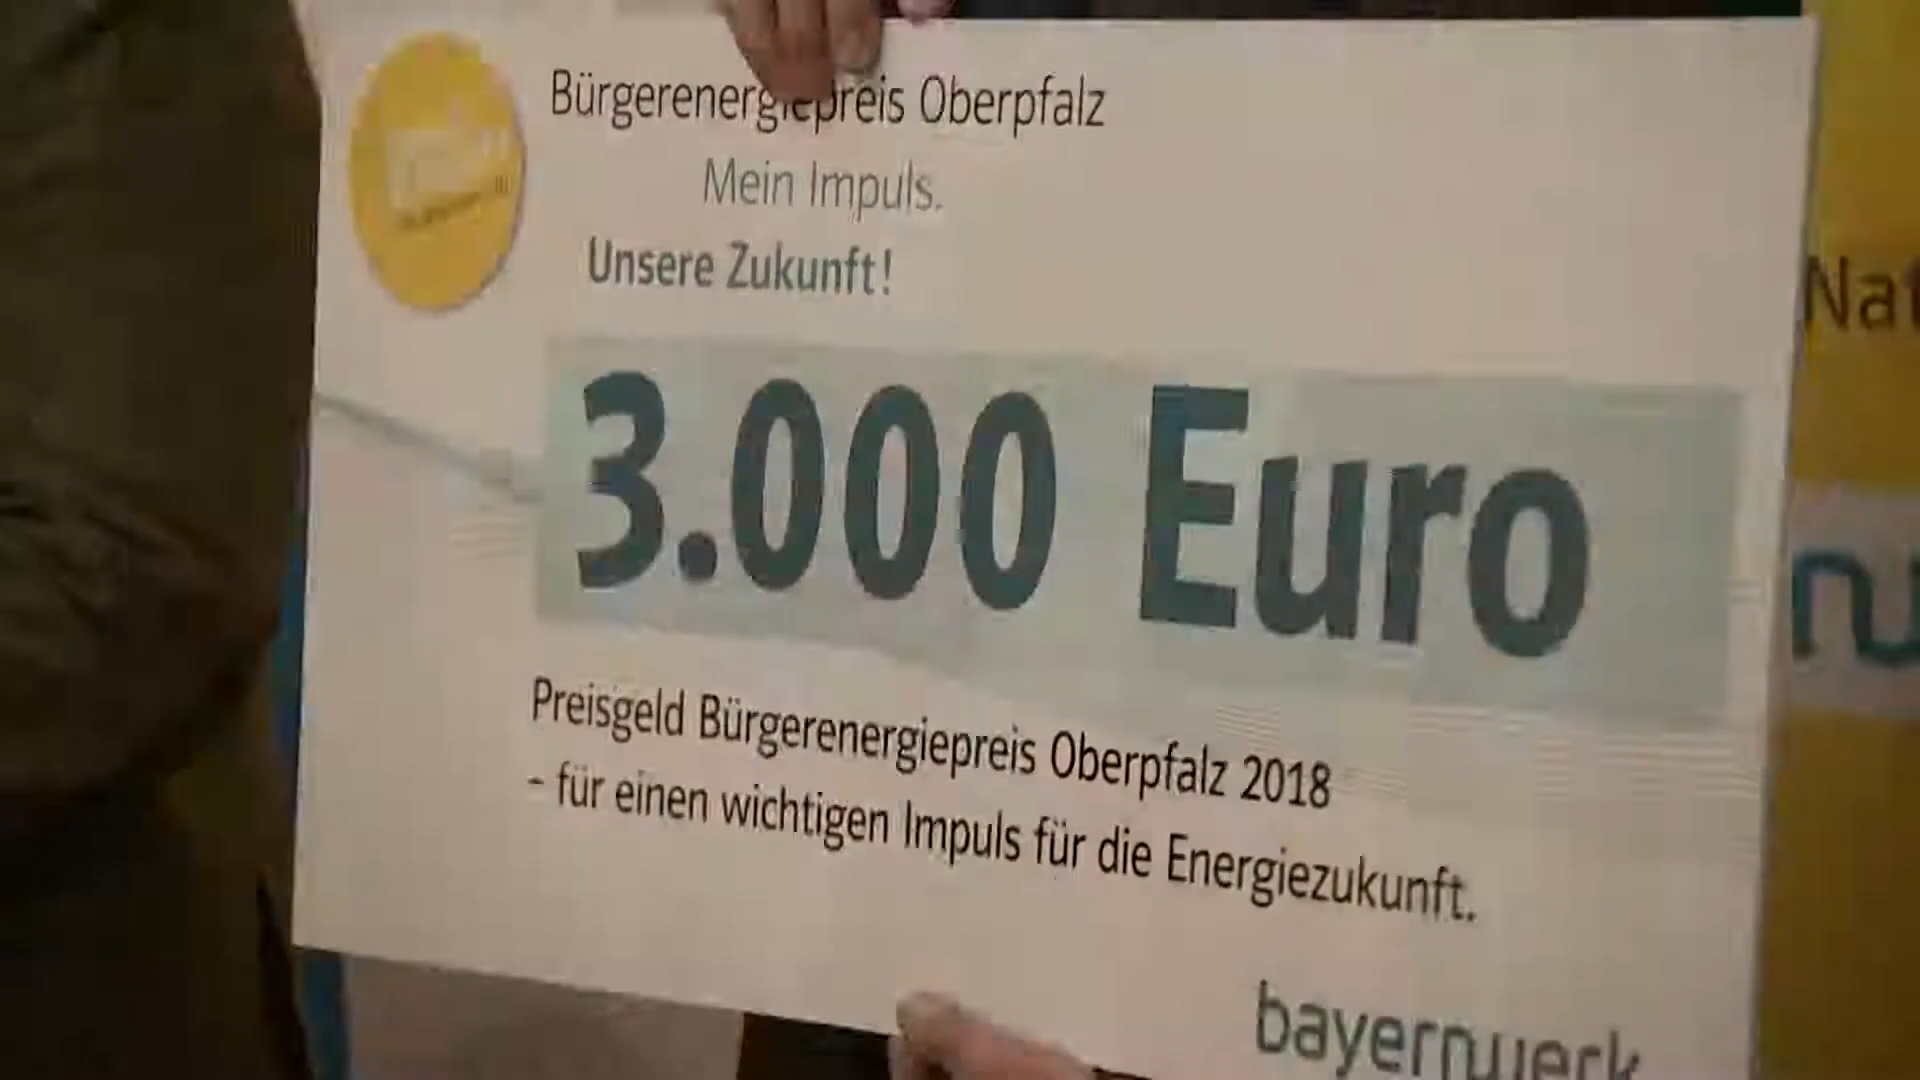 Bürgerenergiepreis Oberpfalz
Mein Impuls.
Unsere Zukunft!
3.000 Euro
Preisgeld Bürgerenergiepreis Oberpfalz 2018
– für einen wichtigen Impuls für die Energiezukunft.
bayernwerk
Nat